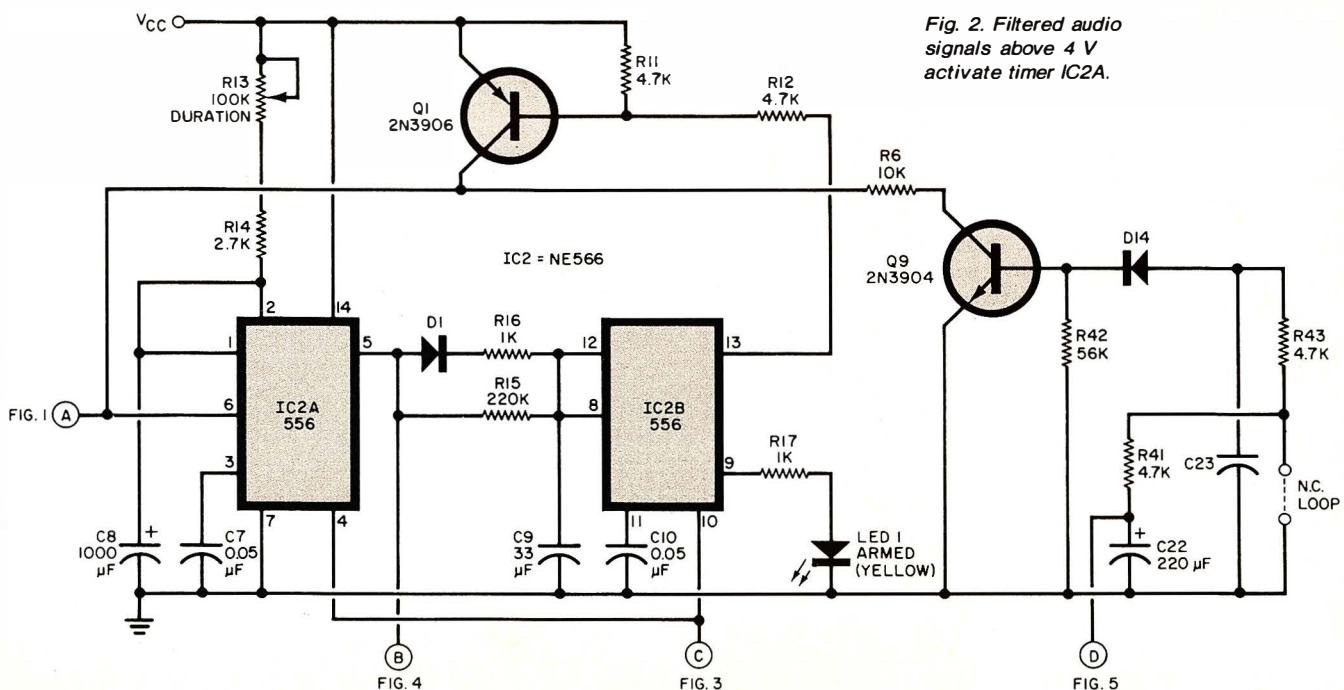 Fig. 2. Filtered audio
signals above 4 V
activate timer IC2A.
VCC
R13
100K
DURATION
R14
2.7K
Q1
2N3906
R11
4.7K
R12
4.7K
R6
10K
Q9
2N3904
D14
R42
56K
R43
4.7K
R41
4.7K
C23
N.C.
LOOP
C22
220 µF
+
IC2 = NE566
2
14
1
5
6
3
7
4
IC2A
556
FIG. 1
A
D1
R16
1K
R15
220K
12
13
8
9
11
10
IC2B
556
R17
1K
LED 1
ARMED
(YELLOW)
C8
1000
µF
+
C7
0.05
µF
C9
33
µF
C10
0.05
µF
B
FIG. 4
C
FIG. 3
D
FIG. 5